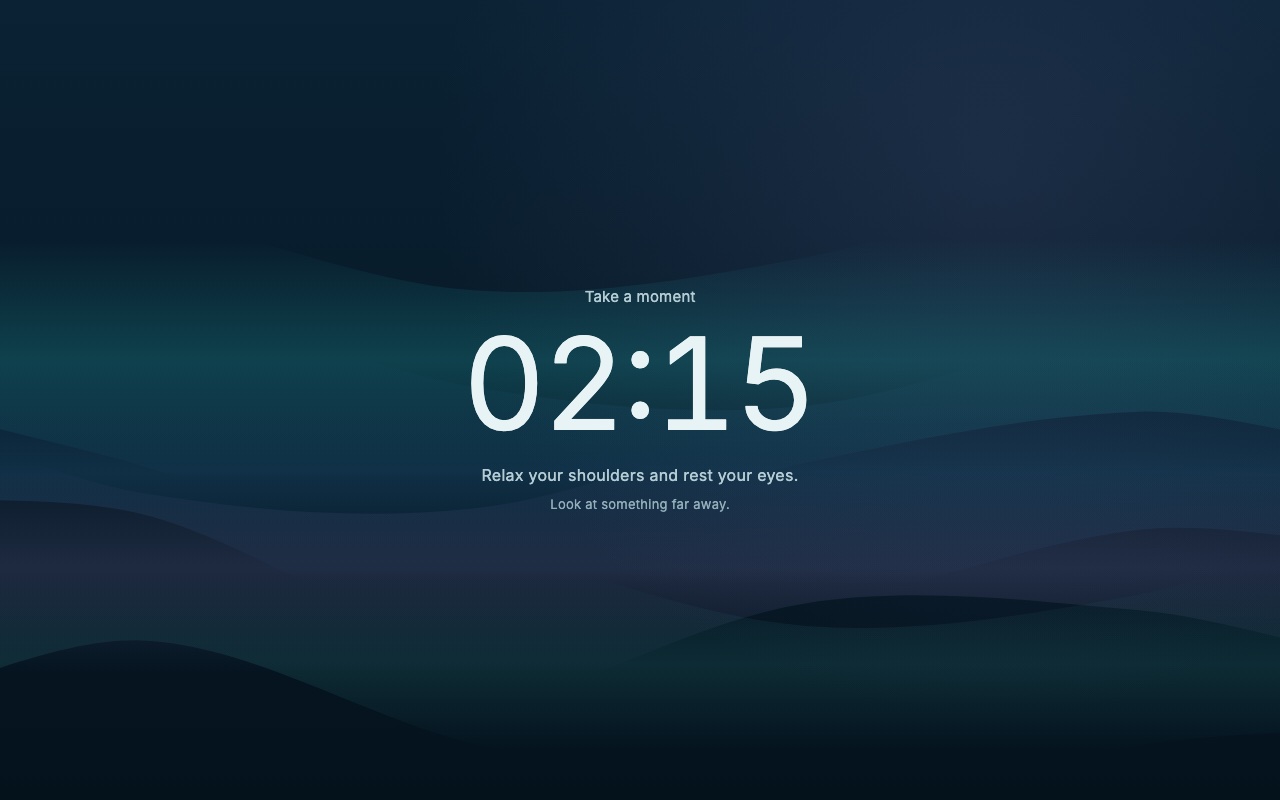 Take a moment
02:15
Relax your shoulders and rest your eyes.
Look at something far away.